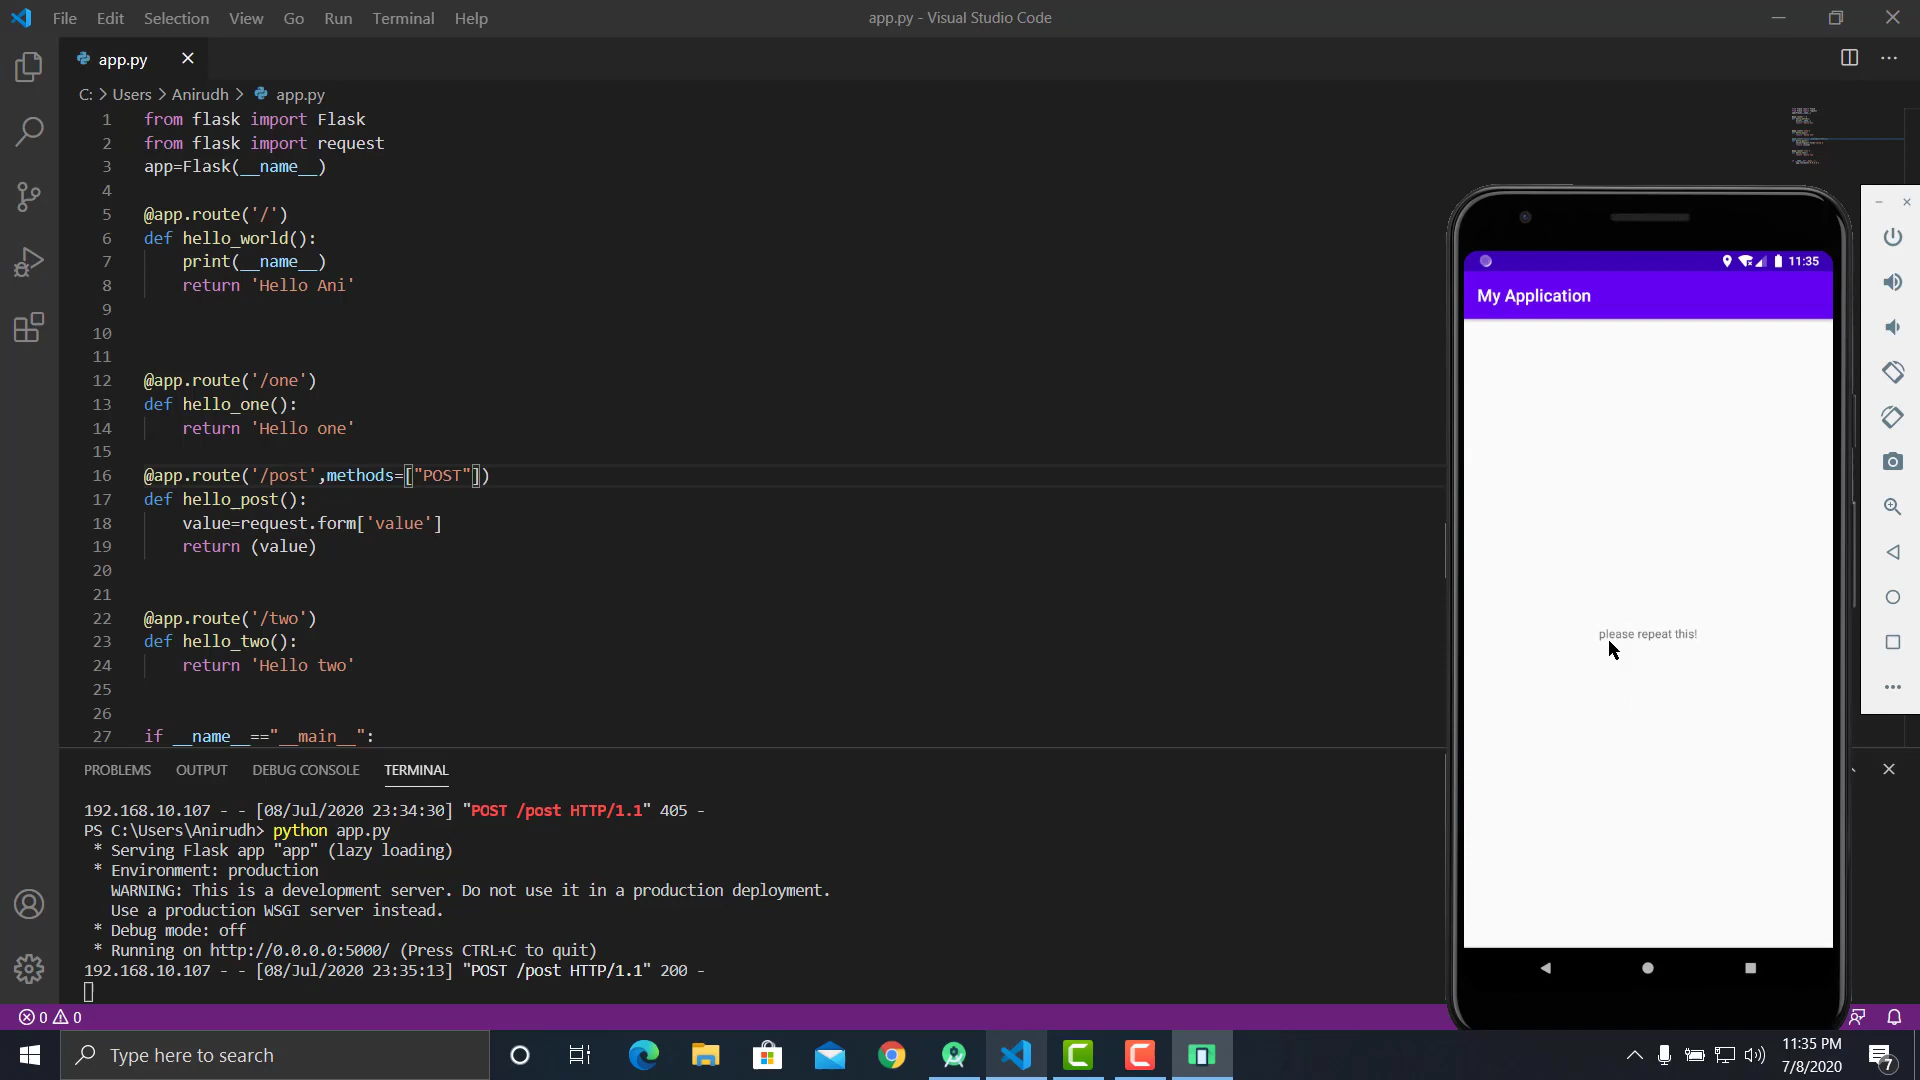 File Edit Selection View Go Run Terminal Help
app.py - Visual Studio Code
app.py
C: > Users > Anirudh > app.py
1 from flask import Flask
2 from flask import request
3 app=Flask(__name__)
4
5 @app.route('/')
6 def hello_world():
7 print(__name__)
8 return 'Hello Ani'
9
10
11
12 @app.route('/one')
13 def hello_one():
14 return 'Hello one'
15
16 @app.route('/post',methods=["POST"])
17 def hello_post():
18 value=request.form['value']
19 return (value)
20
21
22 @app.route('/two')
23 def hello_two():
24 return 'Hello two'
25
26
27 if __name__=="__main__":
PROBLEMS OUTPUT DEBUG CONSOLE TERMINAL
192.168.10.107 - - [08/Jul/2020 23:34:30] "POST /post HTTP/1.1" 405 -
PS C:\Users\Anirudh> python app.py
* Serving Flask app "app" (lazy loading)
* Environment: production
WARNING: This is a development server. Do not use it in a production deployment.
Use a production WSGI server instead.
* Debug mode: off
* Running on http://0.0.0.0:5000/ (Press CTRL+C to quit)
192.168.10.107 - - [08/Jul/2020 23:35:13] "POST /post HTTP/1.1" 200 -
0 0
11:35
My Application
please repeat this!
Type here to search
11:35 PM
7/8/2020
7